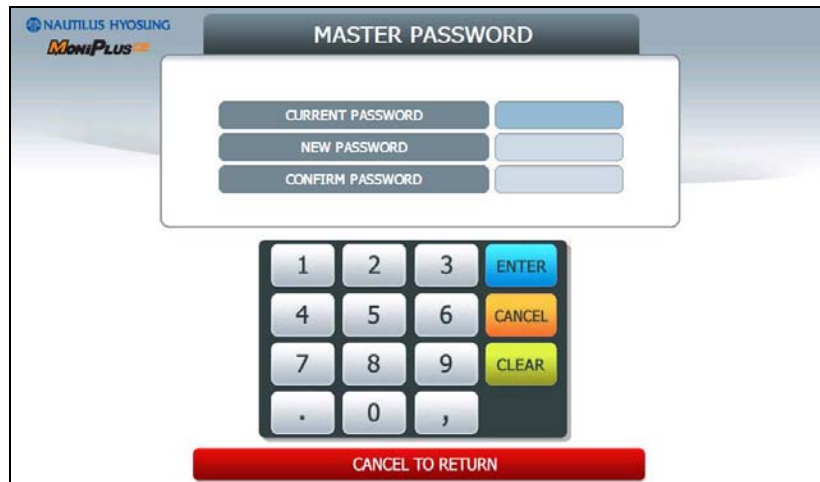 NAUTILUS HYOSUNG
MoniPlusCE
MASTER PASSWORD
CURRENT PASSWORD
NEW PASSWORD
CONFIRM PASSWORD
1 2 3 ENTER
4 5 6 CANCEL
7 8 9 CLEAR
. 0 ,
CANCEL TO RETURN